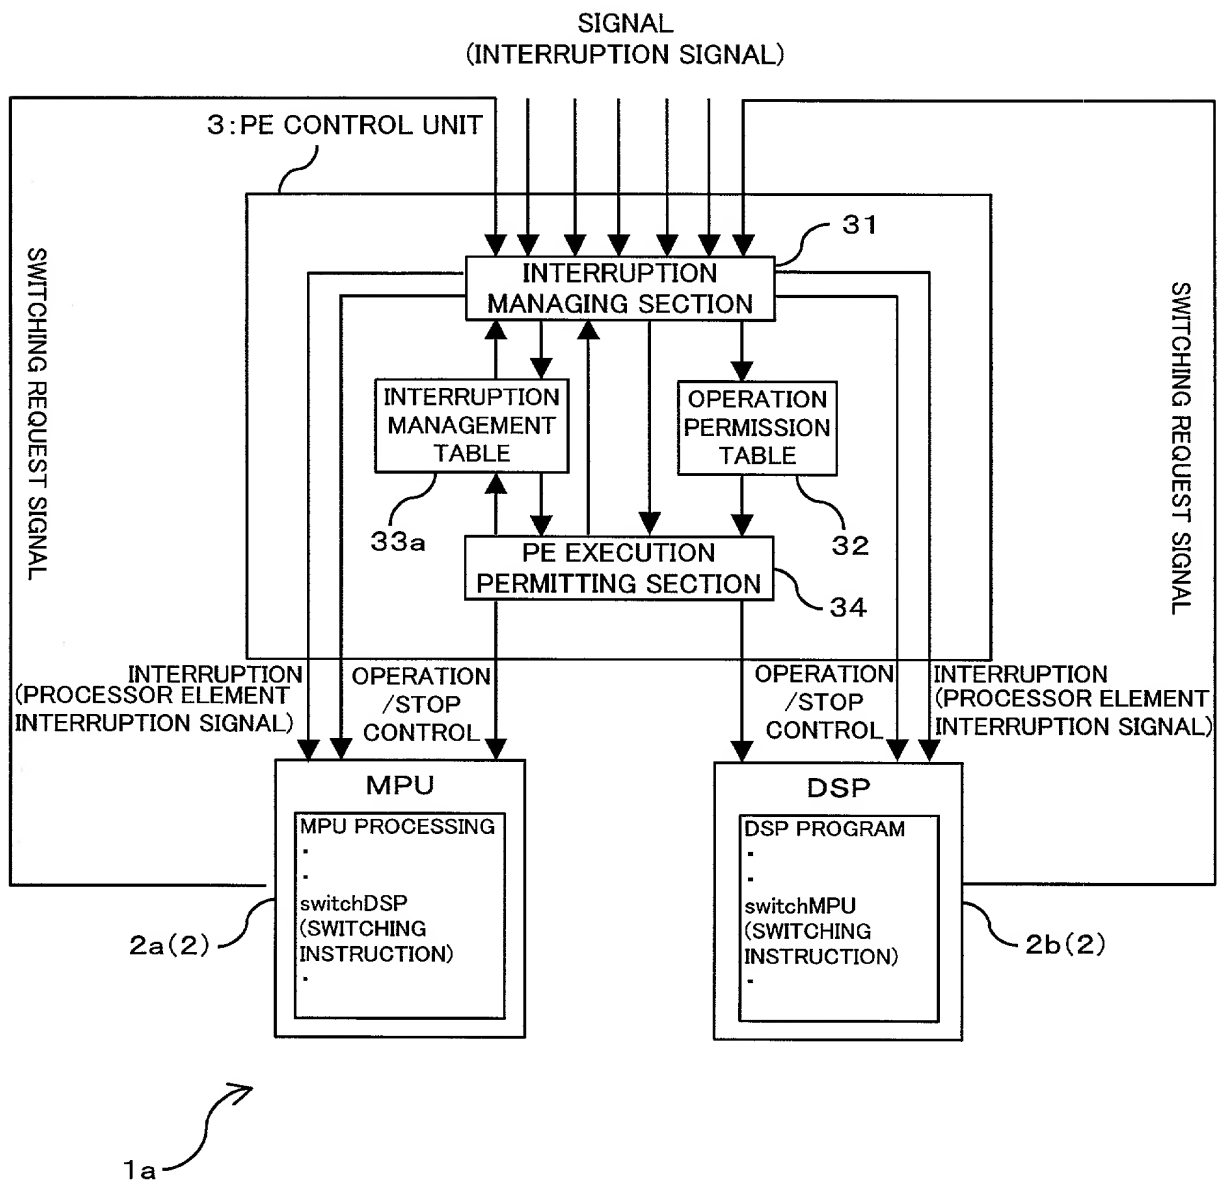 SIGNAL
(INTERRUPTION SIGNAL)
3:PE CONTROL UNIT
31
INTERRUPTION
MANAGING SECTION
SWITCHING REQUEST SIGNAL
SWITCHING REQUEST SIGNAL
INTERRUPTION
MANAGEMENT
TABLE
OPERATION
PERMISSION
TABLE
33a
32
PE EXECUTION
PERMITTING SECTION
34
INTERRUPTION
(PROCESSOR ELEMENT
INTERRUPTION SIGNAL)
OPERATION
/STOP
CONTROL
OPERATION
/STOP
CONTROL
INTERRUPTION
(PROCESSOR ELEMENT
INTERRUPTION SIGNAL)
MPU
MPU PROCESSING
.
.
switchDSP
(SWITCHING
INSTRUCTION)
.
2a(2)
DSP
DSP PROGRAM
.
.
switchMPU
(SWITCHING
INSTRUCTION)
.
2b(2)
1a